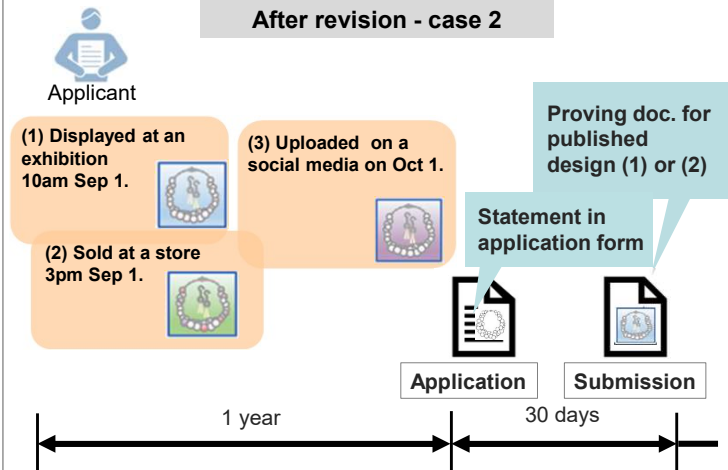 After revision - case 2
Applicant
(1) Displayed at an
exhibition
10am Sep 1.
(2) Sold at a store
3pm Sep 1.
(3) Uploaded on a
social media on Oct 1.
Proving doc. for
published
design (1) or (2)
Statement in
application form
Application
Submission
1 year
30 days